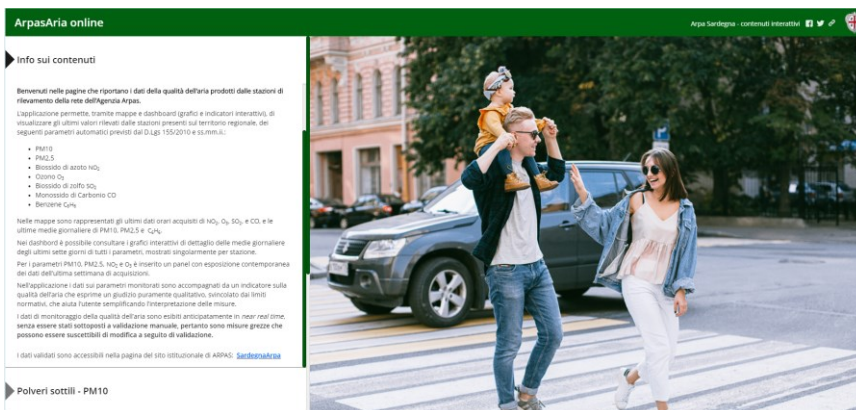 ArpasAria online
Arpa Sardegna - contenuti interattivi
Info sui contenuti
Benvenuti nelle pagine che riportano i dati della qualità dell'aria prodotti dalle stazioni di
rilevamento della rete dell'Agenzia Arpas.
L'applicazione permette, tramite mappe e dashboard (grafici e indicatori interattivi), di
visualizzare gli ultimi valori rilevati dalle stazioni presenti sul territorio regionale, dei
seguenti parametri automatici previsti dal D.Lgs 155/2010 e ss.mm.ii.:
• PM10
• PM2.5
• Biossido di azoto NO₂
• Ozono O₃
• Biossido di zolfo SO₂
• Monossido di Carbonio CO
• Benzene C₆H₆
Nelle mappe sono rappresentati gli ultimi dati orari acquisiti di NO₂, O₃, SO₂, e CO, e le
ultime medie giornaliere di PM10, PM2.5 e C₆H₆.
Nei dashbord è possibile consultare i grafici interattivi di dettaglio delle medie giornaliere
degli ultimi sette giorni di tutti i parametri, mostrati singolarmente per stazione.
Per i parametri PM10, PM2.5, NO₂ e O₃ è inserito un panel con esposizione contemporanea
dei dati dell'ultima settimana di acquisizioni.
Nell'applicazione i dati sui parametri monitorati sono accompagnati da un indicatore sulla
qualità dell'aria che esprime un giudizio puramente qualitativo, svincolato dai limiti
normativi, che aiuta l'utente semplificando l'interpretazione delle misure.
I dati di monitoraggio della qualità dell'aria sono esibiti anticipatamente in near real time,
senza essere stati sottoposti a validazione manuale, pertanto sono misure grezze che
possono essere suscettibili di modifica a seguito di validazione.
I dati validati sono accessibili nella pagina del sito istituzionale di ARPAS: SardegnaArpa
Polveri sottili - PM10